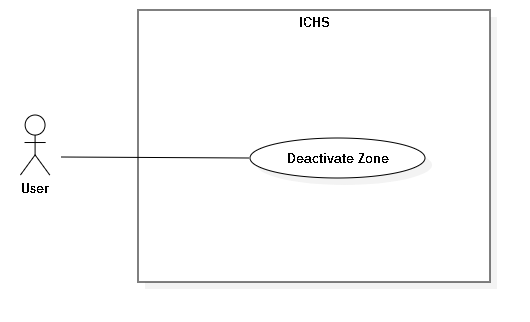 ICHS
Deactivate Zone
User